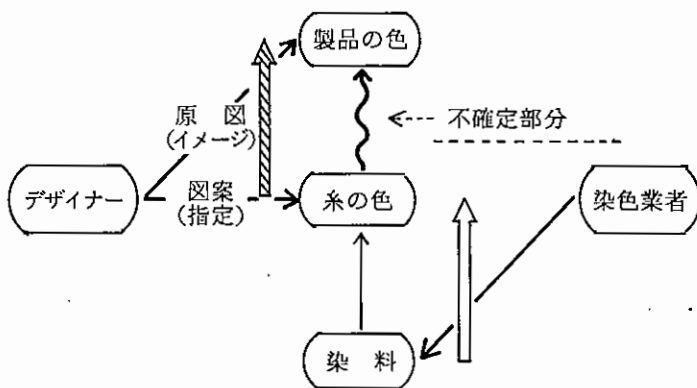 製品の色
原　図
(イメージ)
不確定部分
デザイナー
図案
(指定)
糸の色
染色業者
染　料